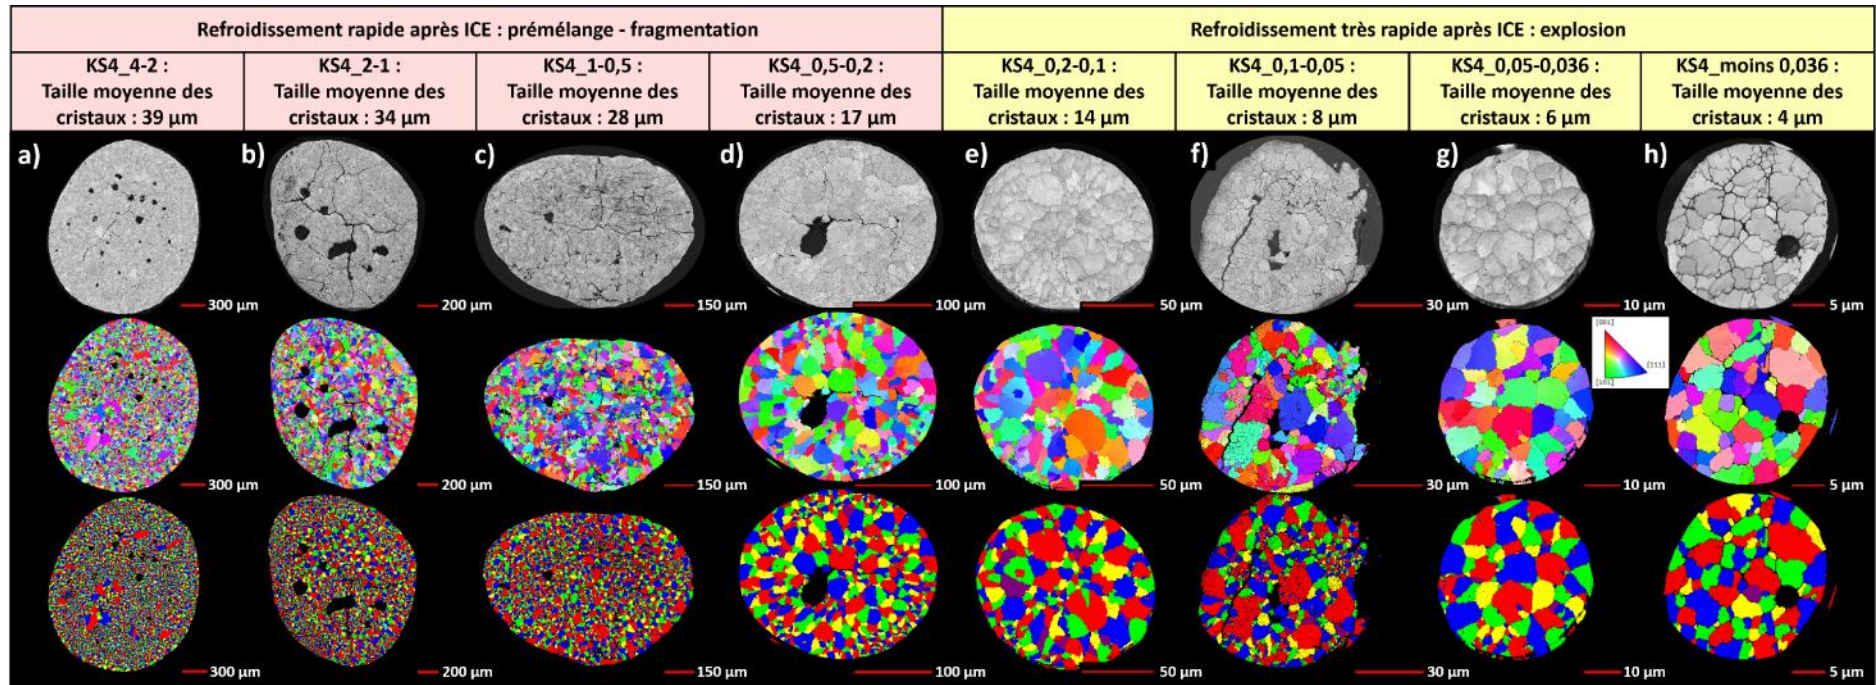 Refroidissement rapide après ICE : prémélange - fragmentation
Refroidissement très rapide après ICE : explosion
KS4_4-2 :
Taille moyenne des
cristaux : 39 µm
KS4_2-1 :
Taille moyenne des
cristaux : 34 µm
KS4_1-0,5 :
Taille moyenne des
cristaux : 28 µm
KS4_0,5-0,2 :
Taille moyenne des
cristaux : 17 µm
KS4_0,2-0,1 :
Taille moyenne des
cristaux : 14 µm
KS4_0,1-0,05 :
Taille moyenne des
cristaux : 8 µm
KS4_0,05-0,036 :
Taille moyenne des
cristaux : 6 µm
KS4_moins 0,036 :
Taille moyenne des
cristaux : 4 µm
a) b) c) d) e) f) g) h)
300 µm 200 µm 150 µm 100 µm 50 µm 30 µm 10 µm 5 µm
[001]
[111]
[101]
300 µm 200 µm 150 µm 100 µm 50 µm 30 µm 10 µm 5 µm
300 µm 200 µm 150 µm 100 µm 50 µm 30 µm 10 µm 5 µm